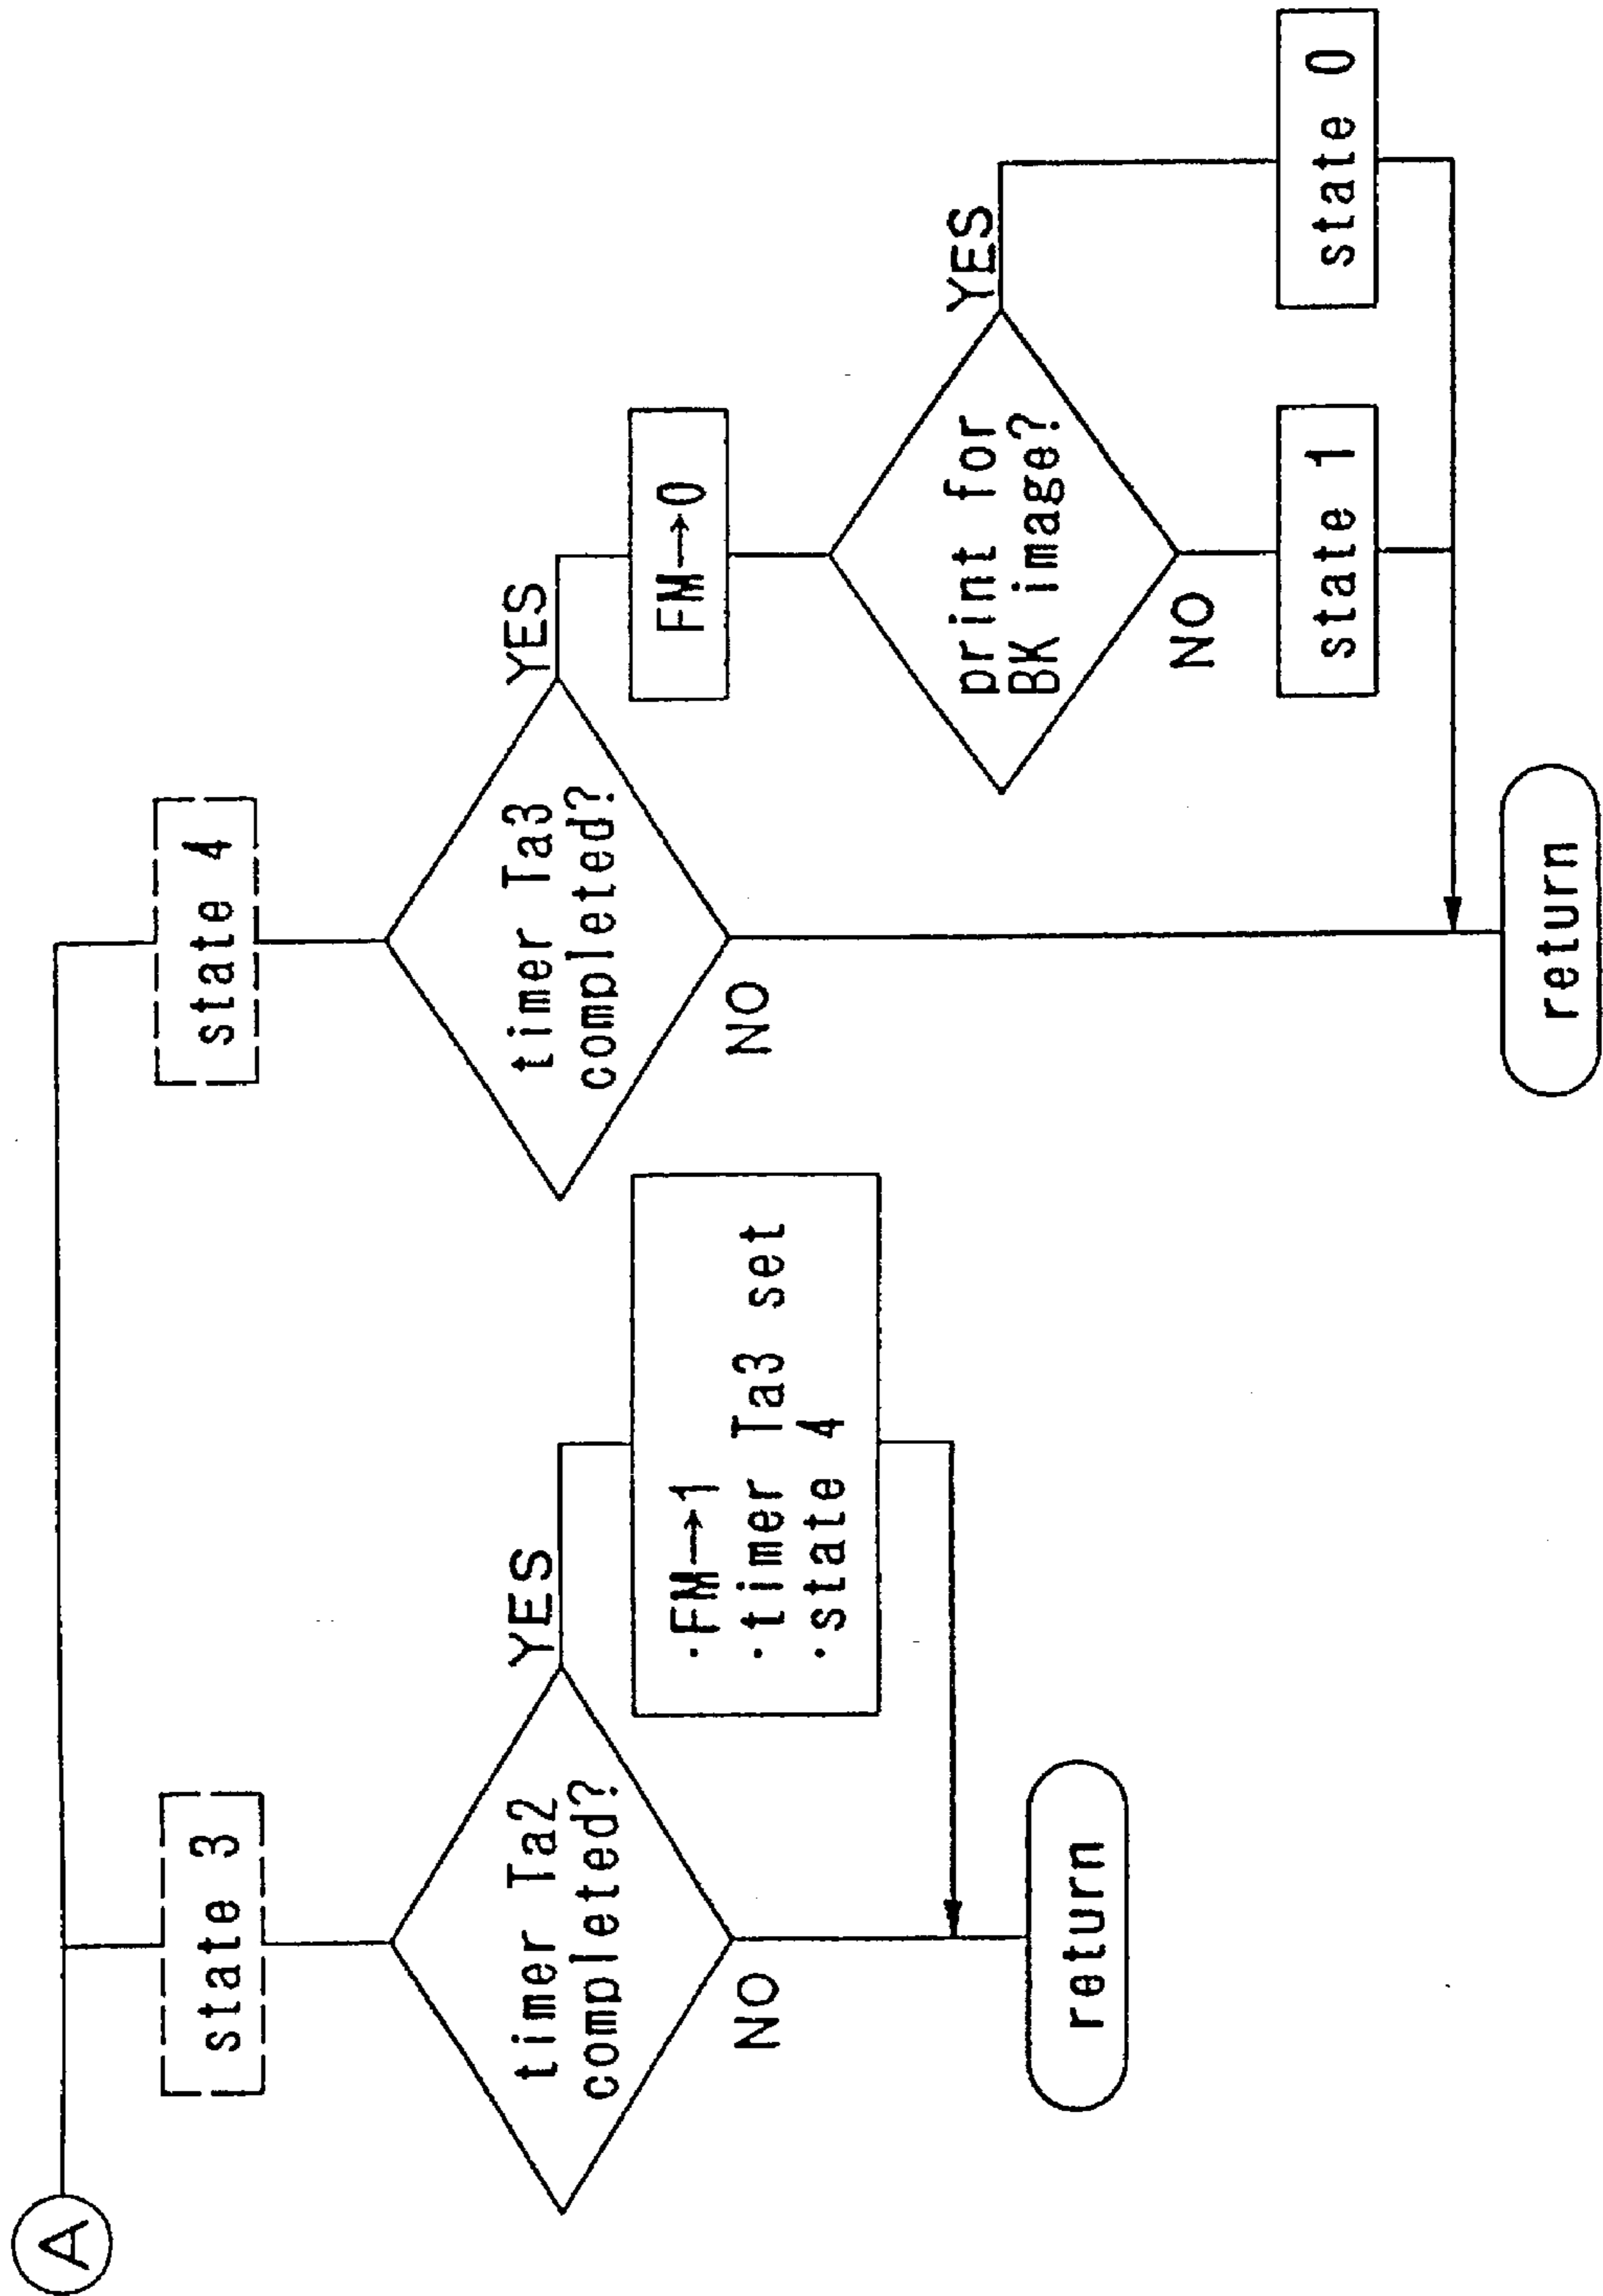 A
state 3
timer Ta2
completed?
YES
NO
·FM→1
·timer Ta3 set
·state 4
return
state 4
timer Ta3
completed?
YES
NO
FM→0
print for
BK image?
YES
NO
state 1
state 0
return